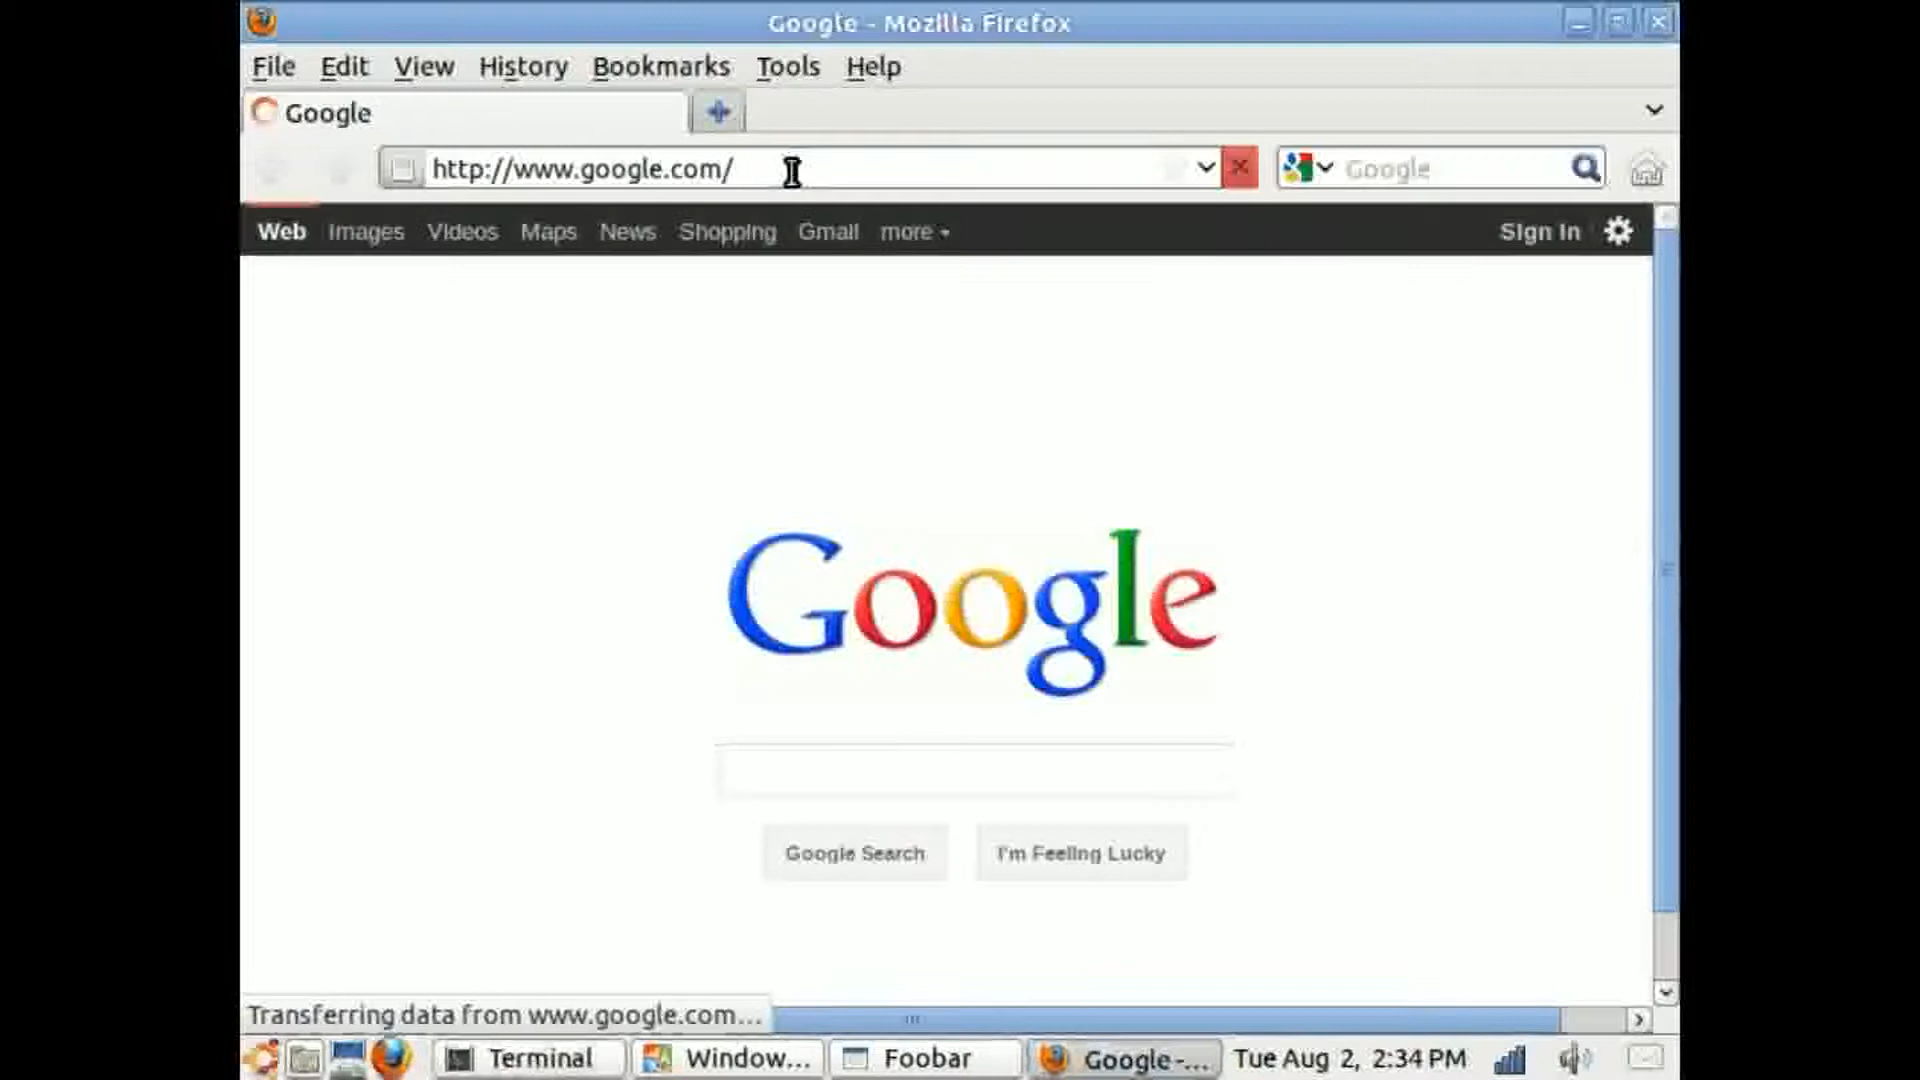 Google - Mozilla Firefox
File Edit View History Bookmarks Tools Help
Google
http://www.google.com/ Google
Web Images Videos Maps News Shopping Gmail more Sign in
Google
Google Search I'm Feeling Lucky
Transferring data from www.google.com...
Terminal Window... Foobar Google -... Tue Aug 2, 2:34 PM